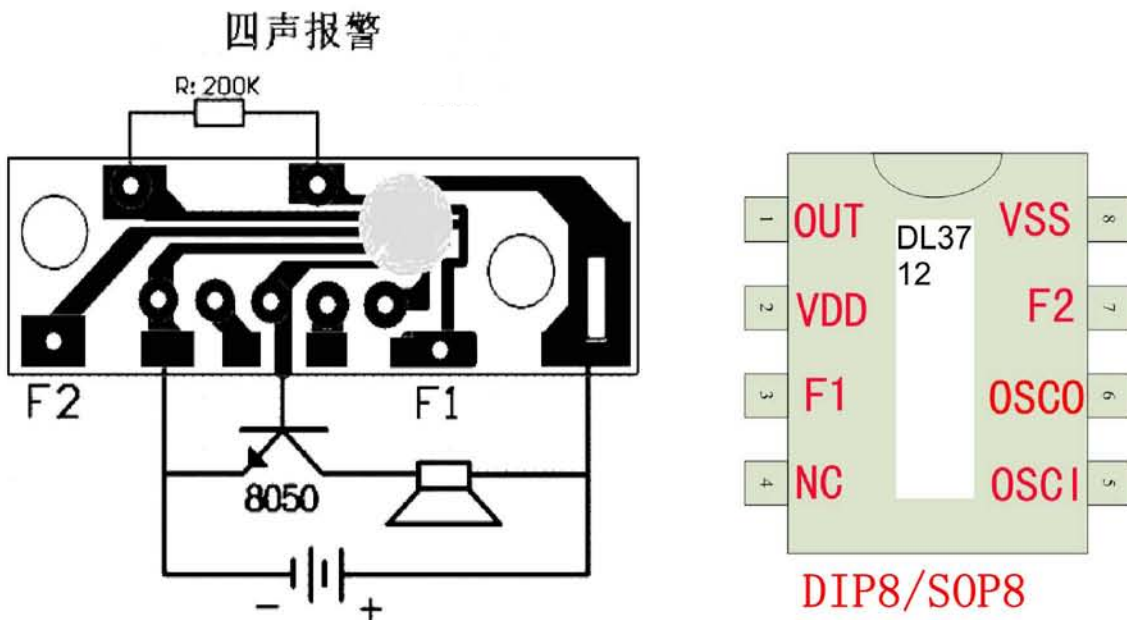 四声报警
R: 200K
F2
F1
8050
- +
1 OUT
2 VDD
3 F1
4 NC
DL37
12
VSS 8
F2 7
OSCO 6
OSCI 5
DIP8/SOP8